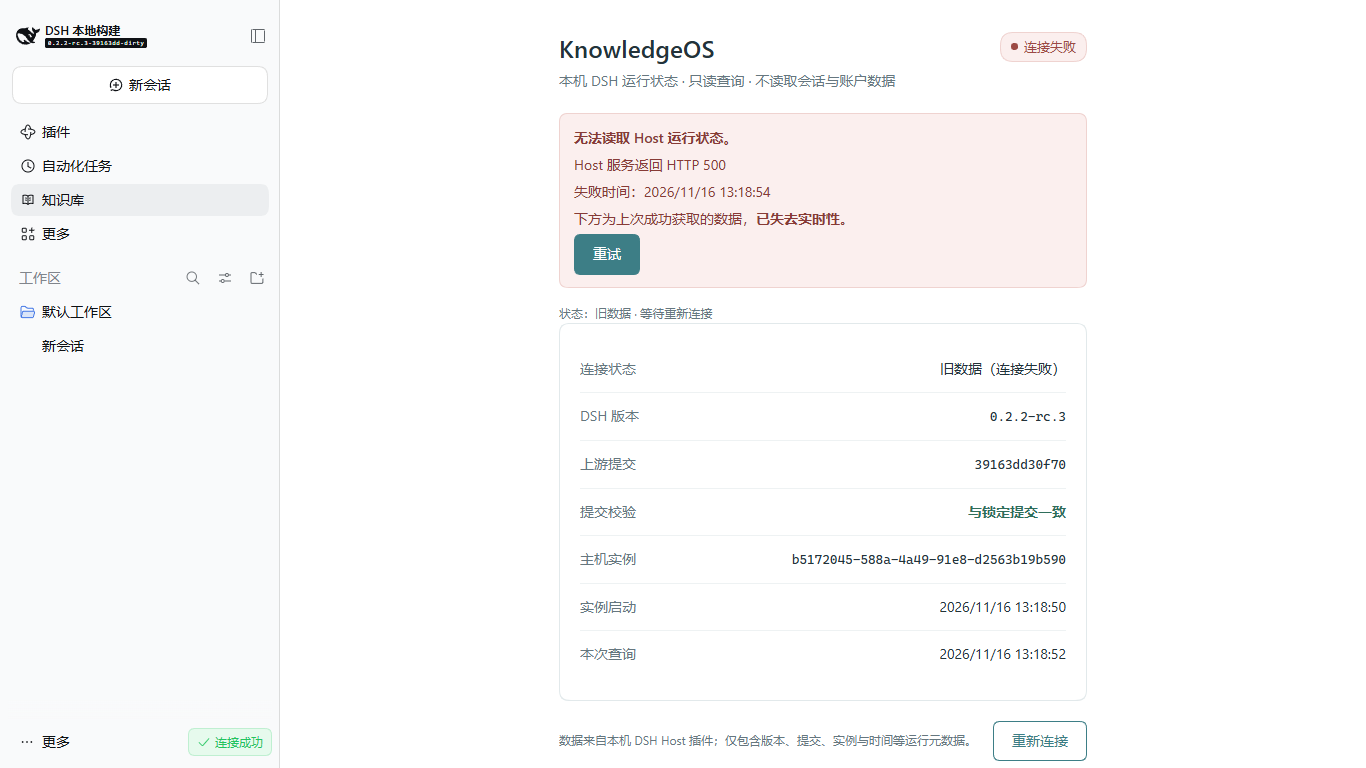 DSH 本地构建
0.2.2-rc.3-39163dd-dirty
新会话
插件
自动化任务
知识库
更多
工作区
默认工作区
新会话
更多
连接成功
KnowledgeOS
连接失败
本机 DSH 运行状态 · 只读查询 · 不读取会话与账户数据
无法读取 Host 运行状态。
Host 服务返回 HTTP 500
失败时间：2026/11/16 13:18:54
下方为上次成功获取的数据，已失去实时性。
重试
状态：旧数据 · 等待重新连接
连接状态 旧数据（连接失败）
DSH 版本 0.2.2-rc.3
上游提交 39163dd30f70
提交校验 与锁定提交一致
主机实例 b5172045-588a-4a49-91e8-d2563b19b590
实例启动 2026/11/16 13:18:50
本次查询 2026/11/16 13:18:52
数据来自本机 DSH Host 插件；仅包含版本、提交、实例与时间等运行元数据。
重新连接